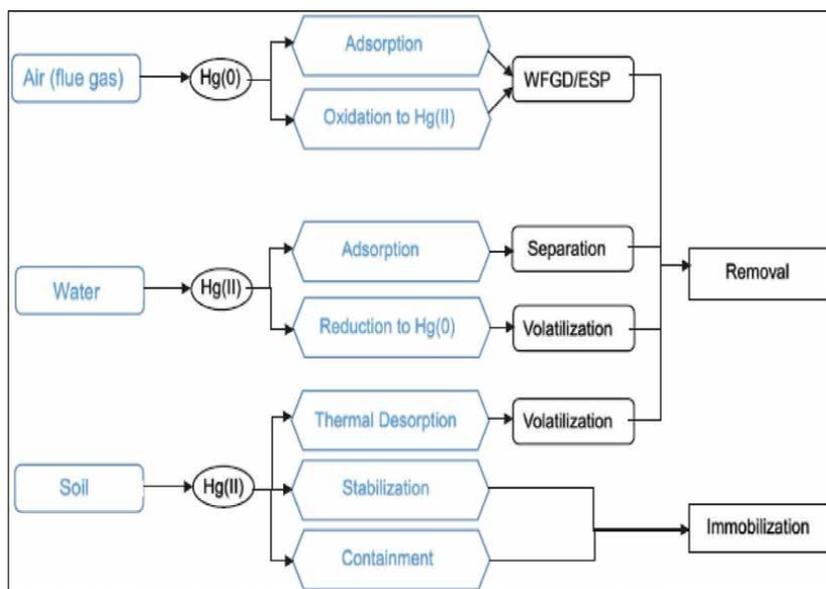 Adsorption
Air (flue gas)
Hg(0)
WFGD/ESP
Oxidation to Hg(II)
Adsorption
Separation
Water
Hg(II)
Removal
Reduction to Hg(0)
Volatilization
Thermal Desorption
Volatilization
Soil
Hg(II)
Stabilization
Immobilization
Containment